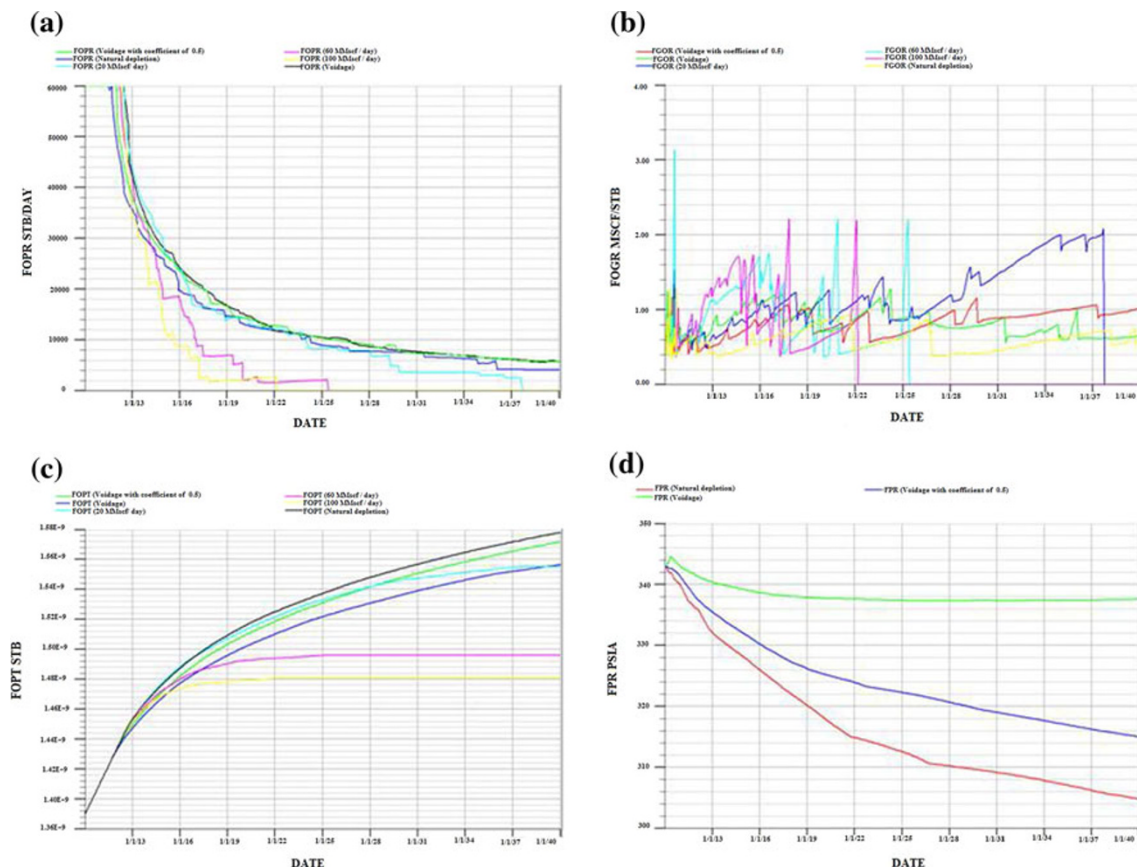 (a)
FOPR (Voidage with coefficient of 0.5)
FOPR (Natural depletion)
FOPR (20 MMscf/ day)
FOPR (60 MMscf / day)
FOPR (100 MMscf / day)
FOPR (Voidage)
FOPR STB/DAY
60000
50000
40000
30000
20000
10000
0
1/1/13 1/1/16 1/1/19 1/1/22 1/1/25 1/1/28 1/1/31 1/1/34 1/1/37 1/1/40
DATE
(b)
FGOR (Voidage with coefficient of 0.5)
FGOR (Voidage)
FGOR (20 MMscf/ day)
FGOR (60 MMscf / day)
FGOR (100 MMscf / day)
FGOR (Natural depletion)
FOGR MSCF/STB
4.00
3.00
2.00
1.00
0.00
1/1/13 1/1/16 1/1/19 1/1/22 1/1/25 1/1/28 1/1/31 1/1/34 1/1/37 1/1/40
DATE
(c)
FOPT (Voidage with coefficient of 0.5)
FOPT (Voidage)
FOPT (20 MMscf/ day)
FOPT (60 MMscf / day)
FOPT (100 MMscf / day)
FOPT (Natural depletion)
FOPT STB
1.58E-9
1.56E-9
1.54E-9
1.52E-9
1.50E-9
1.48E-9
1.46E-9
1.44E-9
1.42E-9
1.40E-9
1.36E-9
1/1/13 1/1/16 1/1/19 1/1/22 1/1/25 1/1/28 1/1/31 1/1/34 1/1/37 1/1/40
DATE
(d)
FPR (Natural depletion)
FPR (Voidage)
FPR (Voidage with coefficient of 0.5)
FPR PSIA
340
330
320
310
300
1/1/13 1/1/16 1/1/19 1/1/22 1/1/25 1/1/28 1/1/31 1/1/34 1/1/37 1/1/40
DATE